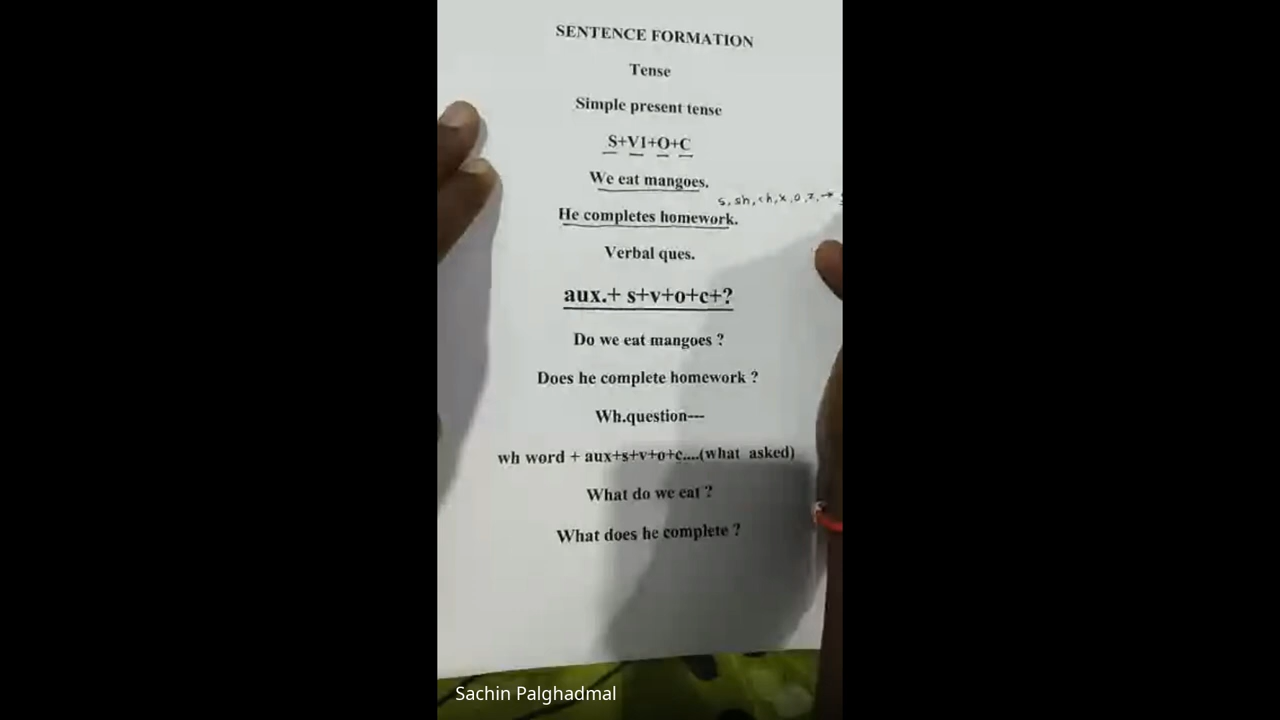 SENTENCE FORMATION
Tense
Simple present tense
S+V1+O+C
We eat mangoes.
s, sh, ch, x, o, z, →
He completes homework.
Verbal ques.
aux.+ s+v+o+c+?
Do we eat mangoes ?
Does he complete homework ?
Wh.question---
wh word + aux+s+v+o+c....(what asked)
What do we eat ?
What does he complete ?
Sachin Palghadmal